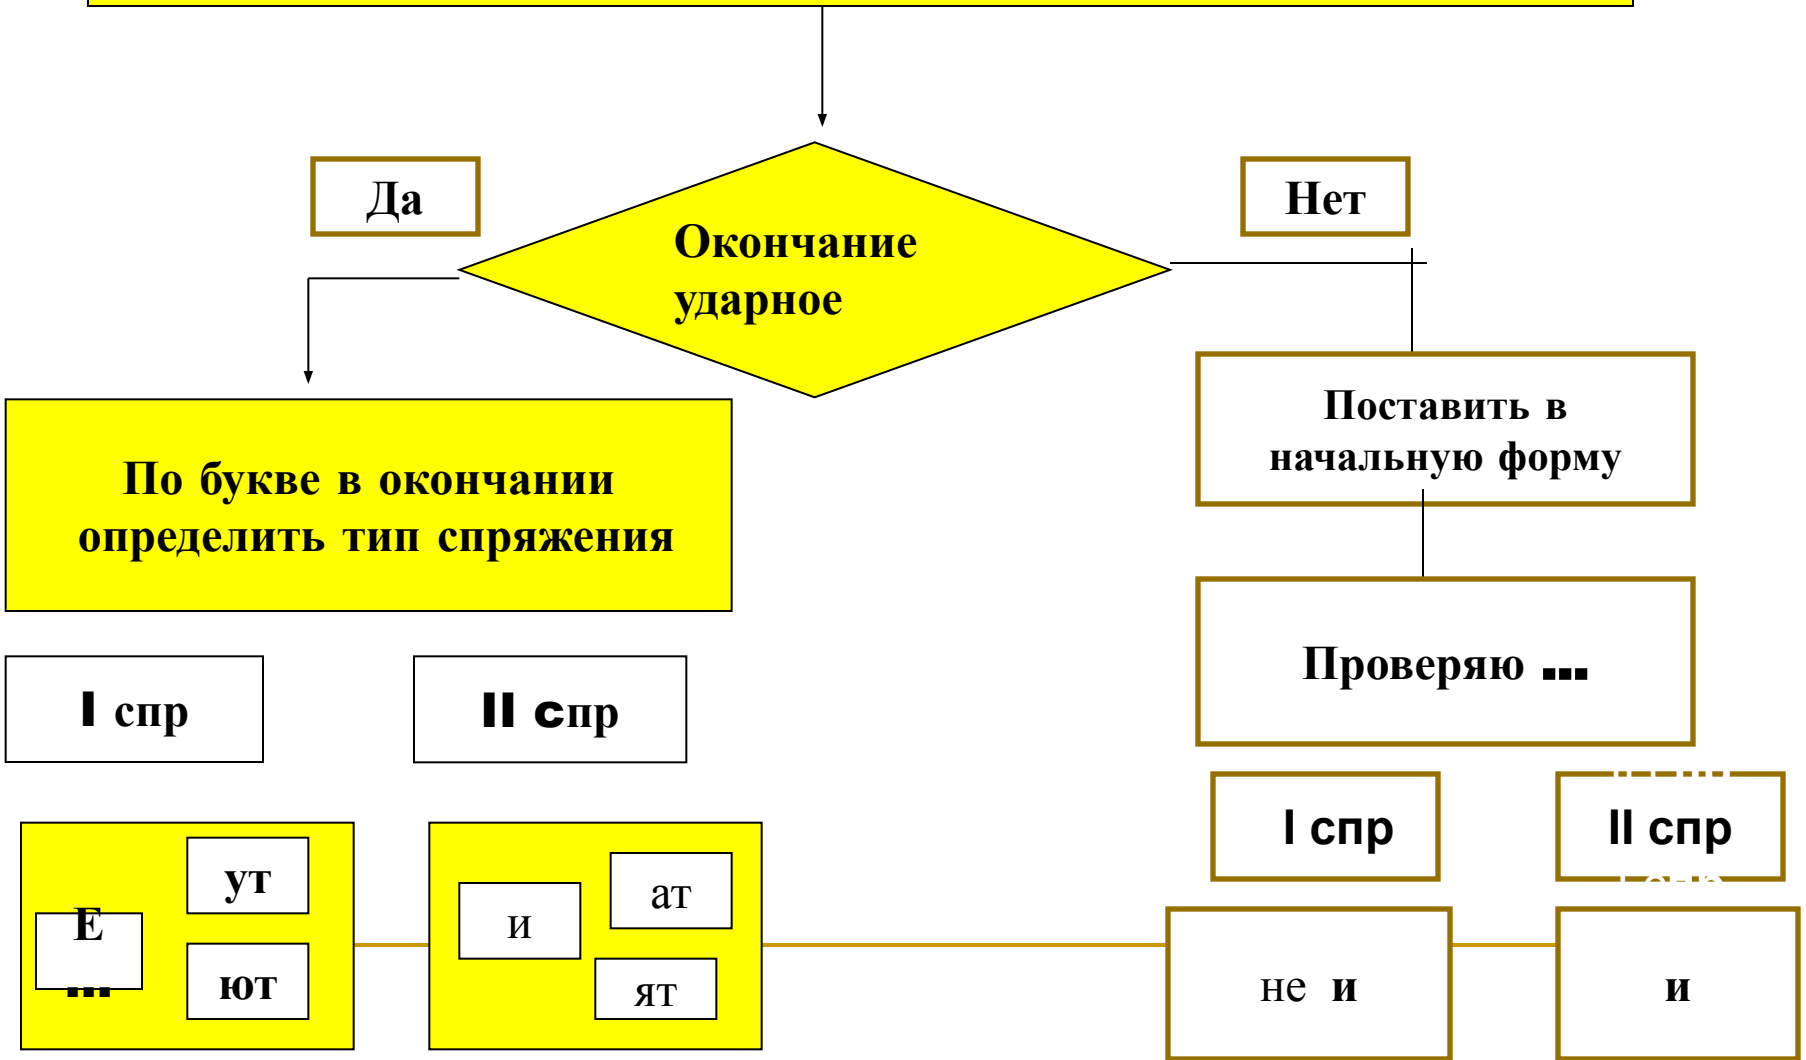 Да
Нет
Окончание
ударное
Поставить в
начальную форму
По букве в окончании
определить тип спряжения
Проверяю ...
I спр
II спр
I спр
II спр
Е
...
ут
ют
и
ат
ят
не и
и